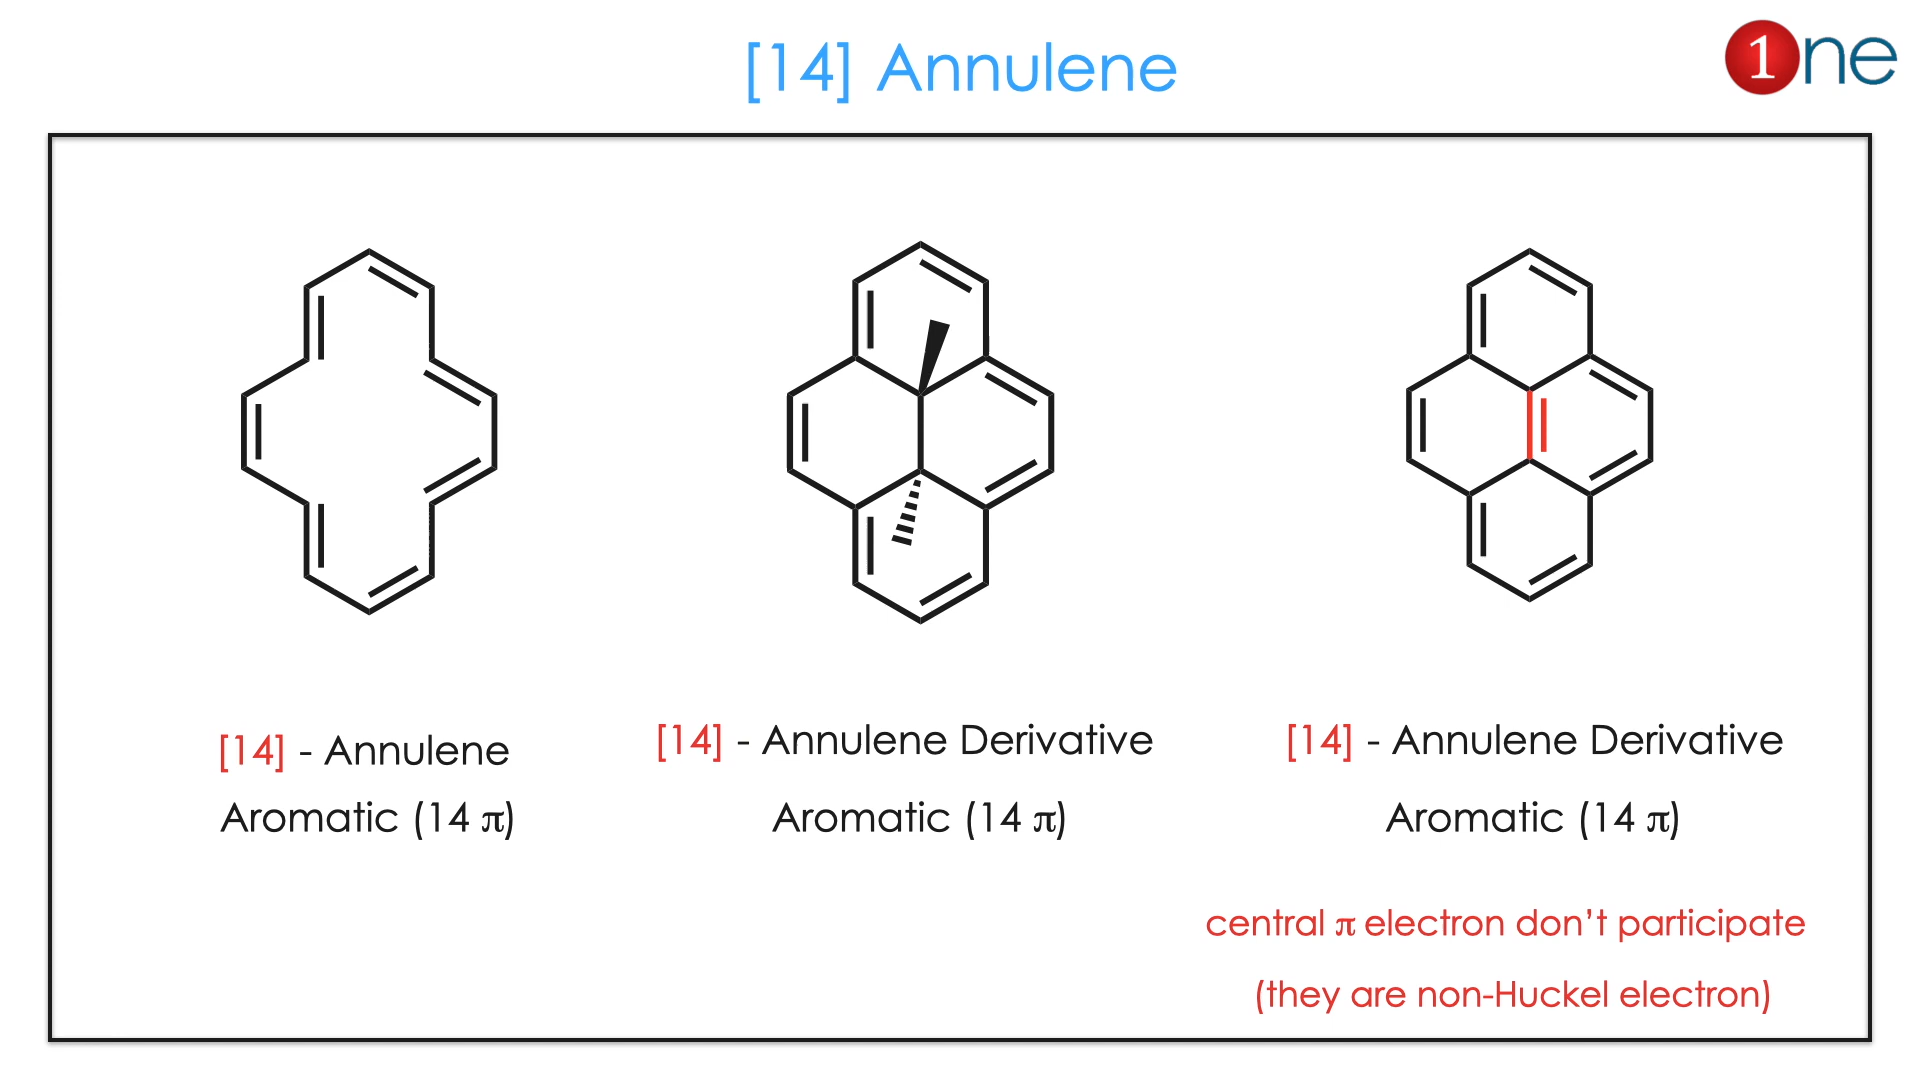 [14] Annulene
1ne
[14] - Annulene
Aromatic (14 π)
[14] - Annulene Derivative
Aromatic (14 π)
[14] - Annulene Derivative
Aromatic (14 π)
central π electron don’t participate
(they are non-Huckel electron)